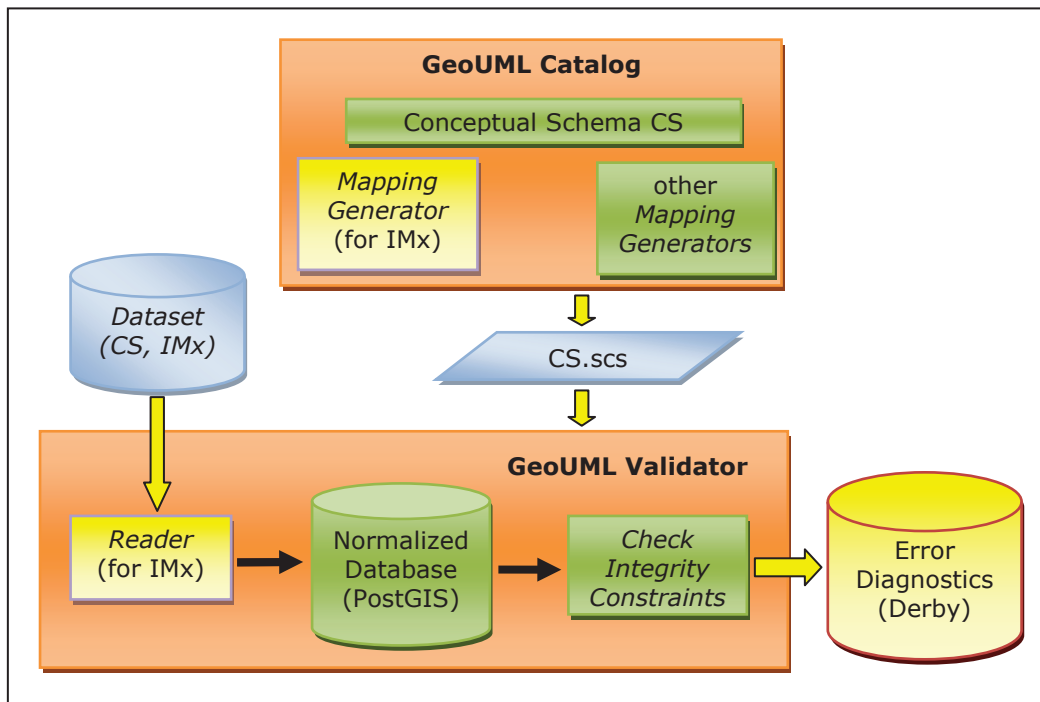 GeoUML Catalog
Conceptual Schema CS
Mapping
Generator
(for IMx)
other
Mapping
Generators
Dataset
(CS, IMx)
CS.scs
GeoUML Validator
Reader
(for IMx)
Normalized
Database
(PostGIS)
Check
Integrity
Constraints
Error
Diagnostics
(Derby)